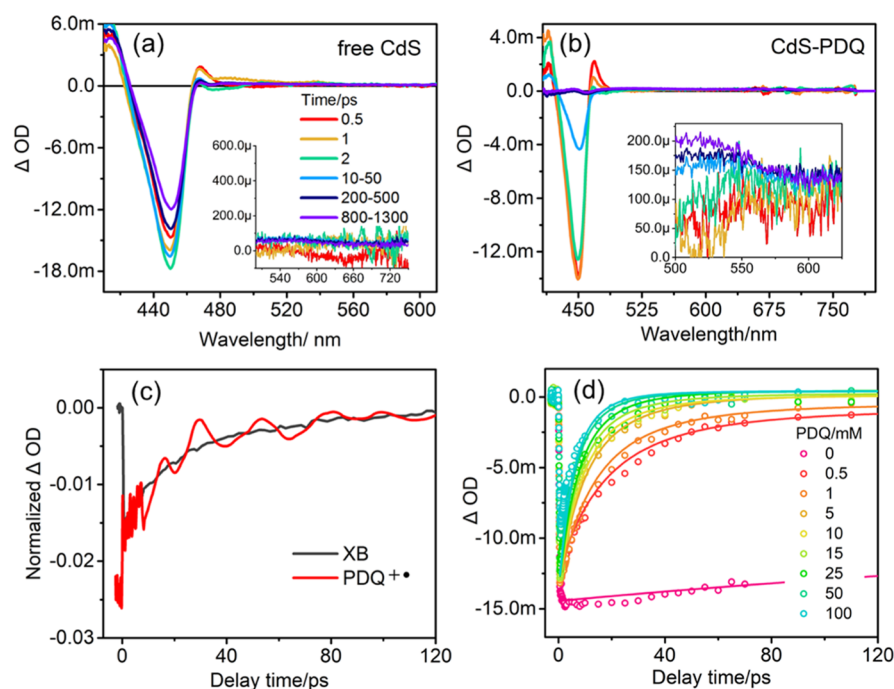 (a) free CdS
6.0m
0.0
-6.0m
-12.0m
-18.0m
Δ OD
Time/ps
0.5
1
2
10-50
200-500
800-1300
600.0µ
400.0µ
200.0µ
0.0
540 600 660 720
440 480 520 560 600
Wavelength/ nm
(b) CdS-PDQ
4.0m
0.0
-4.0m
-8.0m
-12.0m
Δ OD
200.0µ
150.0µ
100.0µ
50.0µ
0.0
500 550 600
450 525 600 675 750
Wavelength/nm
(c)
0.00
-0.01
-0.02
-0.03
Normalized Δ OD
XB
PDQ+•
0 40 80 120
Delay time/ps
(d)
0.0
-5.0m
-10.0m
-15.0m
Δ OD
PDQ/mM
0
0.5
1
5
10
15
25
50
100
0 40 80 120
Delay time/ps